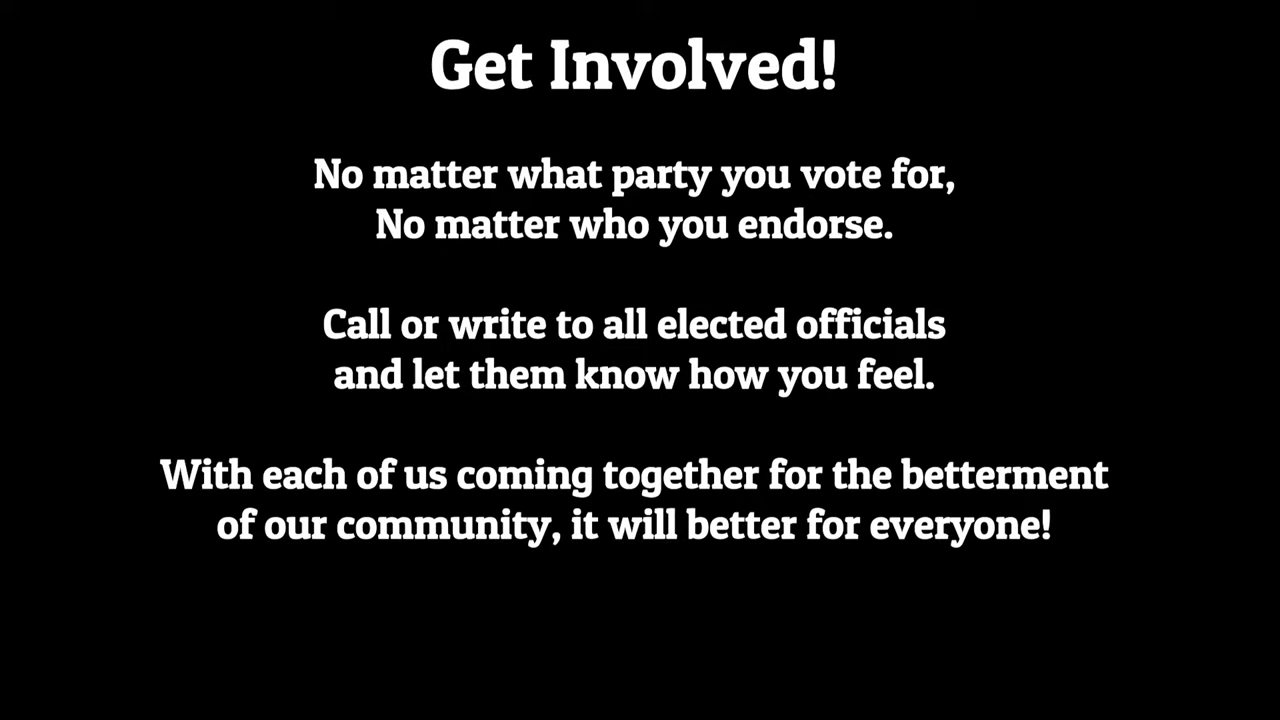 Get Involved!
No matter what party you vote for,
No matter who you endorse.
Call or write to all elected officials
and let them know how you feel.
With each of us coming together for the betterment
of our community, it will better for everyone!